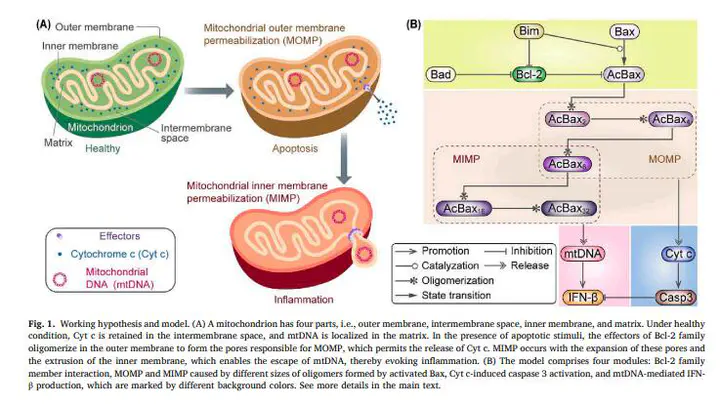 (A)
Outer membrane
Inner membrane
Mitochondrion
Matrix
Healthy
Intermembrane
space
Mitochondrial outer membrane
permeabilization (MOMP)
Apoptosis
Mitochondrial inner membrane
permeabilization (MIMP)
Inflammation
Effectors
Cytochrome c (Cyt c)
Mitochondrial
DNA (mtDNA)
(B)
Bim
Bax
Bad
Bcl-2
AcBax
AcBax₂
AcBax₄
AcBax₆
MIMP
MOMP
AcBax₁₈
AcBax₃₂
Promotion
Inhibition
Catalyzation
Release
Oligomerization
State transition
mtDNA
Cyt c
IFN-β
Casp3
Fig. 1. Working hypothesis and model. (A) A mitochondrion has four parts, i.e., outer membrane, intermembrane space, inner membrane, and matrix. Under healthy
condition, Cyt c is retained in the intermembrane space, and mtDNA is localized in the matrix. In the presence of apoptotic stimuli, the effectors of Bcl-2 family
oligomerize in the outer membrane to form the pores responsible for MOMP, which permits the release of Cyt c. MIMP occurs with the expansion of these pores and
the extrusion of the inner membrane, which enables the escape of mtDNA, thereby evoking inflammation. (B) The model comprises four modules: Bcl-2 family
member interaction, MOMP and MIMP caused by different sizes of oligomers formed by activated Bax, Cyt c-induced caspase 3 activation, and mtDNA-mediated IFN-
β production, which are marked by different background colors. See more details in the main text.